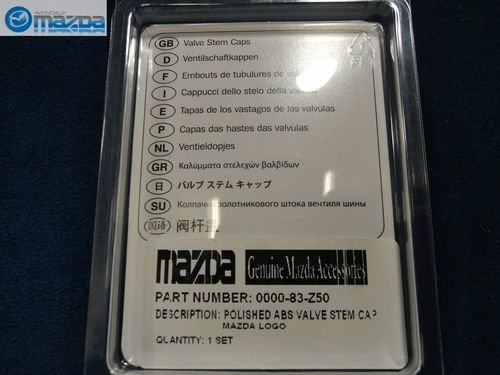 AVONDALE
mazda
GB Valve Stem Caps
D Ventilschaftkappen
F Embouts de tubulures de
I Cappucci dello stelo della
E Tapas de los vastagos de las valvulas
P Capas das hastes das valvulas
NL Ventieldopjes
GR Καλύμματα στελεχών βαλβίδων
日 バルブ ステム キャップ
SU золотникового штока вентиля шины
国语 阀杆盖
mazda Genuine Mazda Accessories
PART NUMBER: 0000-83-Z50
DESCRIPTION: POLISHED ABS VALVE STEM CAP
MAZDA LOGO
QUANTITY: 1 SET